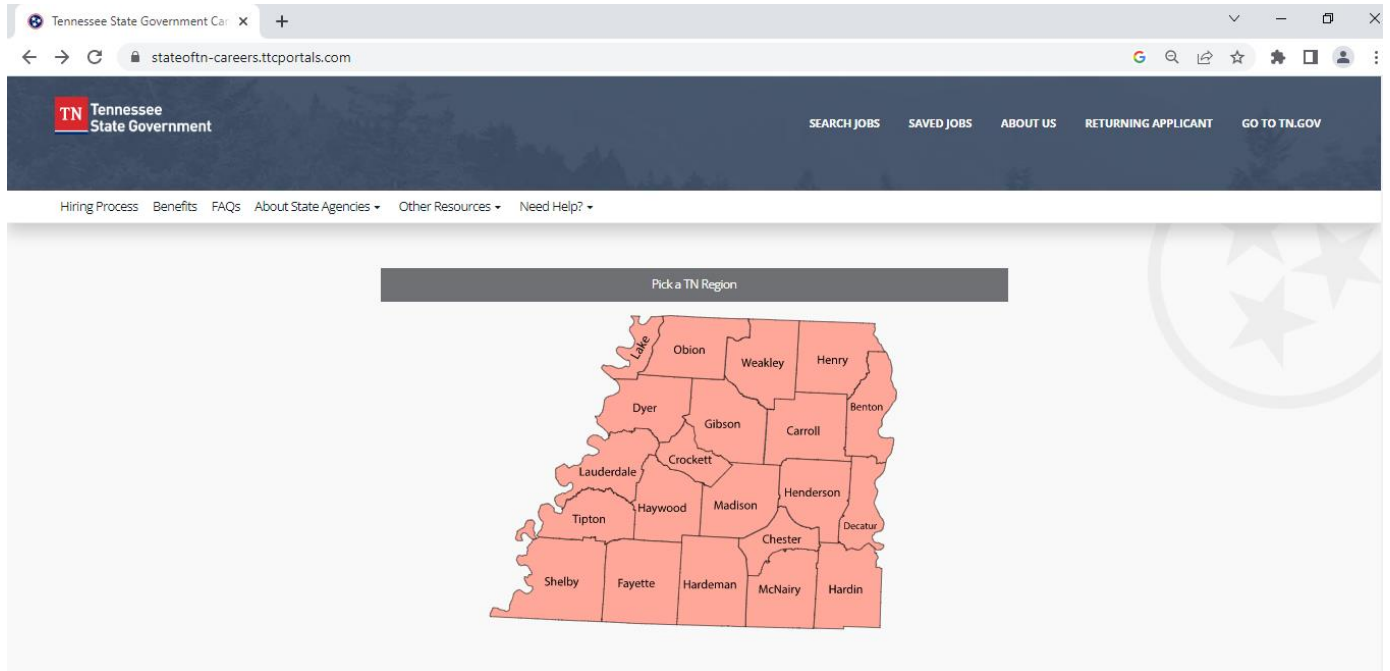 Tennessee State Government Car
stateoftn-careers.ttcportals.com
TN Tennessee
State Government
SEARCH JOBS SAVED JOBS ABOUT US RETURNING APPLICANT GO TO TN.GOV
Hiring Process Benefits FAQs About State Agencies Other Resources Need Help?
Pick a TN Region
Lake Obion Weakley Henry
Dyer Gibson Carroll Benton
Lauderdale Crockett
Haywood Madison Henderson
Tipton Chester Decatur
Shelby Fayette Hardeman McNairy Hardin